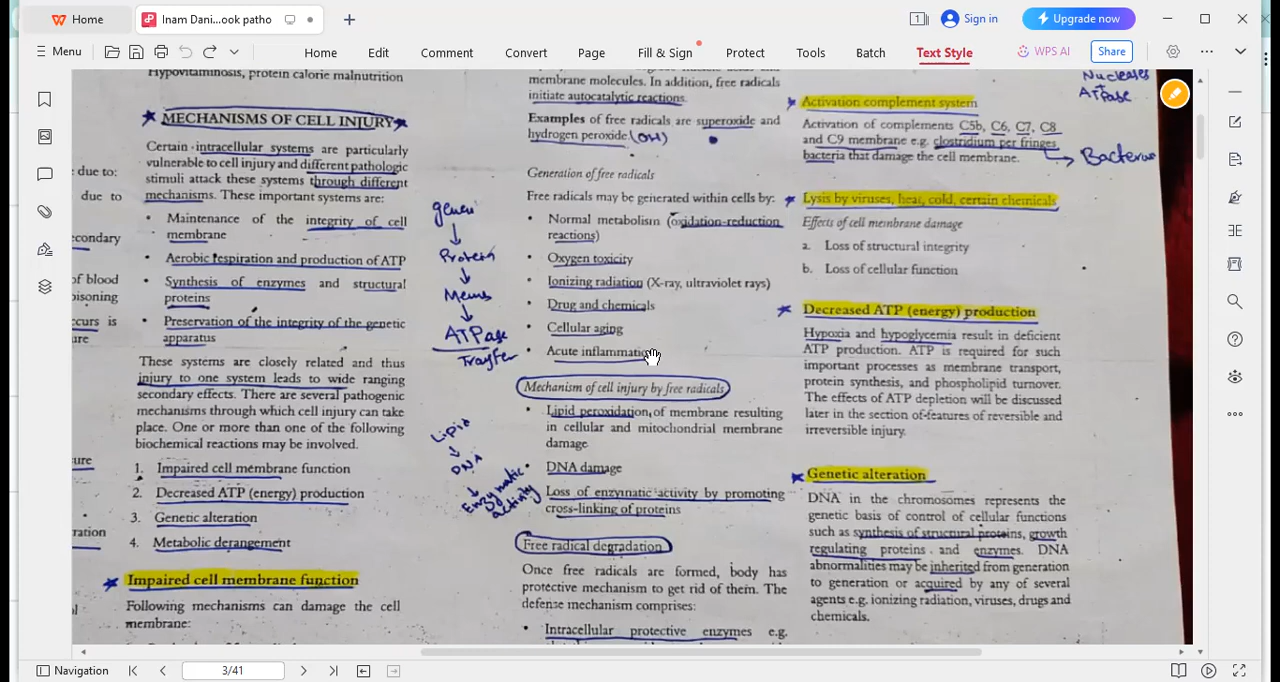 Home
Inam Dani...ook patho
Sign in
Upgrade now
Menu
Home
Edit
Comment
Convert
Page
Fill & Sign
Protect
Tools
Batch
Text Style
WPS AI
Share
Hypovitaminosis, protein calorie malnutrition
MECHANISMS OF CELL INJURY
Certain intracellular systems are particularly
vulnerable to cell injury and different pathologic
stimuli attack these systems through different
mechanisms. These important systems are:
• Maintenance of the integrity of cell
membrane
• Aerobic respiration and production of ATP
• Synthesis of enzymes and structural
proteins
• Preservation of the integrity of the genetic
apparatus
These systems are closely related and thus
injury to one system leads to wide ranging
secondary effects. There are several pathogenic
mechanisms through which cell injury can take
place. One or more than one of the following
biochemical reactions may be involved.
1. Impaired cell membrane function
2. Decreased ATP (energy) production
3. Genetic alteration
4. Metabolic derangement
Impaired cell membrane function
Following mechanisms can damage the cell
membrane:
due to:
due to
econdary
of blood
oisoning
ccurs is
ure
ure
ration
Protein
ATPase
Lipid
DNA
Enzymatic
activity
membrane molecules. In addition, free radicals
initiate autocatalytic reactions.
Examples of free radicals are superoxide and
hydrogen peroxide. (OH)
Generation of free radicals
Free radicals may be generated within cells by:
• Normal metabolism (oxidation-reduction
reactions)
• Oxygen toxicity
• Ionizing radiation (X-ray, ultraviolet rays)
• Drug and chemicals
• Cellular aging
• Acute inflammation
Mechanism of cell injury by free radicals
• Lipid peroxidation, of membrane resulting
in cellular and mitochondrial membrane
damage
• DNA damage
• Loss of enzymatic activity by promoting
cross-linking of proteins
Free radical degradation
Once free radicals are formed, body has
protective mechanism to get rid of them. The
defense mechanism comprises:
• Intracellular protective enzymes e.g.
Nucleases
ATPase
Activation complement system
Activation of complements C5b, C6, C7, C8
and C9 membrane e.g. clostridium per fringes
bacteria that damage the cell membrane.
Lysis by viruses, heat, cold, certain chemicals
Effects of cell membrane damage
a. Loss of structural integrity
b. Loss of cellular function
Decreased ATP (energy) production
Hypoxia and hypoglycemia result in deficient
ATP production. ATP is required for such
important processes as membrane transport,
protein synthesis, and phospholipid turnover.
The effects of ATP depletion will be discussed
later in the section of features of reversible and
irreversible injury.
Genetic alteration
DNA in the chromosomes represents the
genetic basis of control of cellular functions
such as synthesis of structural proteins, growth
regulating proteins and enzymes. DNA
abnormalities may be inherited from generation
to generation or acquired by any of several
agents e.g. ionizing radiation, viruses, drugs and
chemicals.
Navigation
3/41